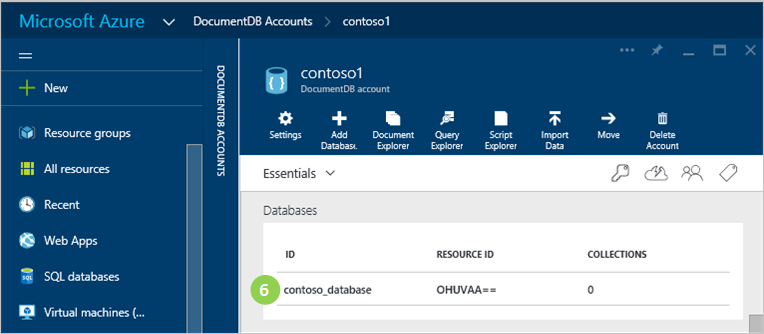 Microsoft Azure DocumentDB Accounts contoso1
New
Resource groups
All resources
Recent
Web Apps
SQL databases
Virtual machines (...
DOCUMENTDB ACCOUNTS
contoso1
DocumentDB account
Settings
Add
Databas.
Document
Explorer
Query
Explorer
Script
Explorer
Import
Data
Move
Delete
Account
Essentials
Databases
ID RESOURCE ID COLLECTIONS
6 contoso_database OHUVAA== 0